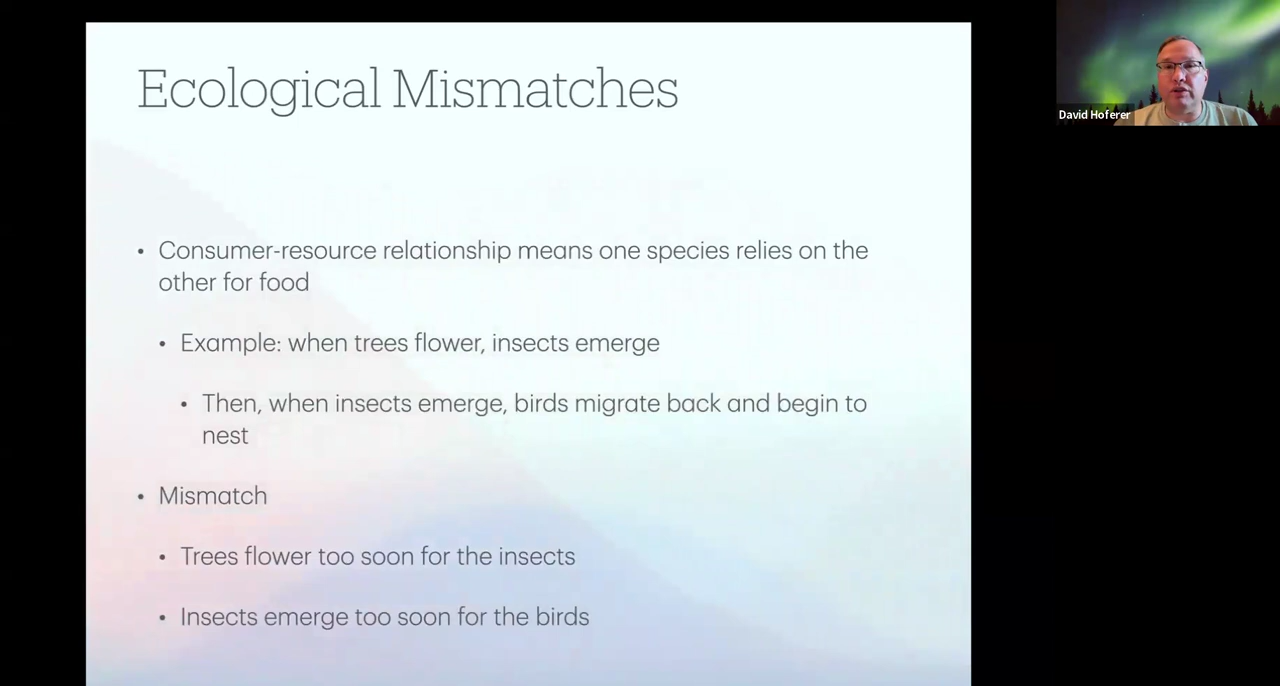 Ecological Mismatches
David Hoferer
• Consumer-resource relationship means one species relies on the
other for food
• Example: when trees flower, insects emerge
• Then, when insects emerge, birds migrate back and begin to
nest
• Mismatch
• Trees flower too soon for the insects
• Insects emerge too soon for the birds